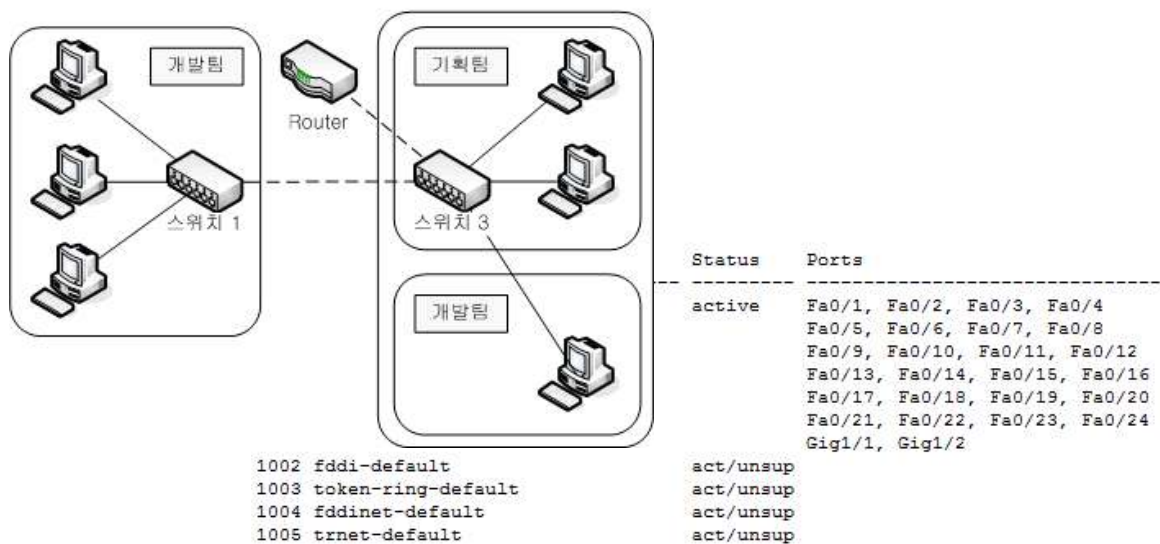 개발팀
기획팀
Router
스위치 1
스위치 3
개발팀
Status Ports
---- --------- -------------------------------
active Fa0/1, Fa0/2, Fa0/3, Fa0/4
Fa0/5, Fa0/6, Fa0/7, Fa0/8
Fa0/9, Fa0/10, Fa0/11, Fa0/12
Fa0/13, Fa0/14, Fa0/15, Fa0/16
Fa0/17, Fa0/18, Fa0/19, Fa0/20
Fa0/21, Fa0/22, Fa0/23, Fa0/24
Gig1/1, Gig1/2
1002 fddi-default act/unsup
1003 token-ring-default act/unsup
1004 fddinet-default act/unsup
1005 trnet-default act/unsup